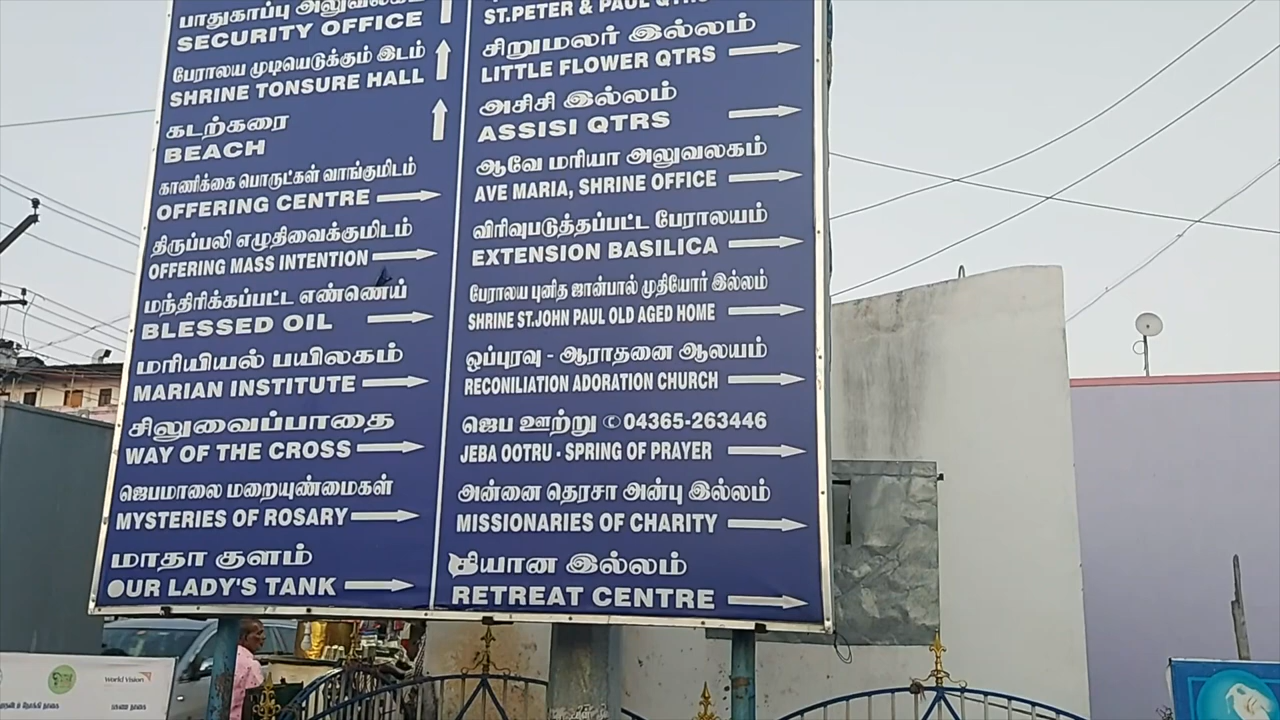 பாதுகாப்பு அலுவலகம்
SECURITY OFFICE
பேராலய முடியெடுக்கும் இடம்
SHRINE TONSURE HALL
கடற்கரை
BEACH
காணிக்கை பொருட்கள் வாங்குமிடம்
OFFERING CENTRE
திருப்பலி எழுதிவைக்குமிடம்
OFFERING MASS INTENTION
மந்திரிக்கப்பட்ட எண்ணெய்
BLESSED OIL
மரியியல் பயிலகம்
MARIAN INSTITUTE
சிலுவைப்பாதை
WAY OF THE CROSS
ஜெபமாலை மறையுண்மைகள்
MYSTERIES OF ROSARY
மாதா குளம்
OUR LADY'S TANK
ST.PETER & PAUL QTRS
சிறுமலர் இல்லம்
LITTLE FLOWER QTRS
அசிசி இல்லம்
ASSISI QTRS
ஆவே மரியா அலுவலகம்
AVE MARIA, SHRINE OFFICE
விரிவுபடுத்தப்பட்ட பேராலயம்
EXTENSION BASILICA
பேராலய புனித ஜான்பால் முதியோர் இல்லம்
SHRINE ST.JOHN PAUL OLD AGED HOME
ஒப்புரவு - ஆராதனை ஆலயம்
RECONILIATION ADORATION CHURCH
ஜெப ஊற்று ✆04365-263446
JEBA OOTRU - SPRING OF PRAYER
அன்னை தெரசா அன்பு இல்லம்
MISSIONARIES OF CHARITY
தியான இல்லம்
RETREAT CENTRE
World Vision